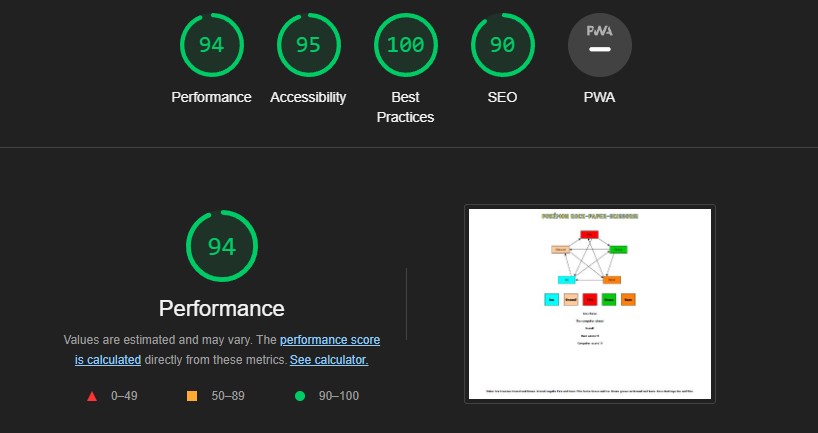 94
95
100
90
PWA
Performance
Accessibility
Best
Practices
SEO
PWA
94
Performance
Values are estimated and may vary. The performance score
is calculated directly from these metrics. See calculator.
0–49
50–89
90–100
POKÉMON ROCK-PAPER-SCISSORS